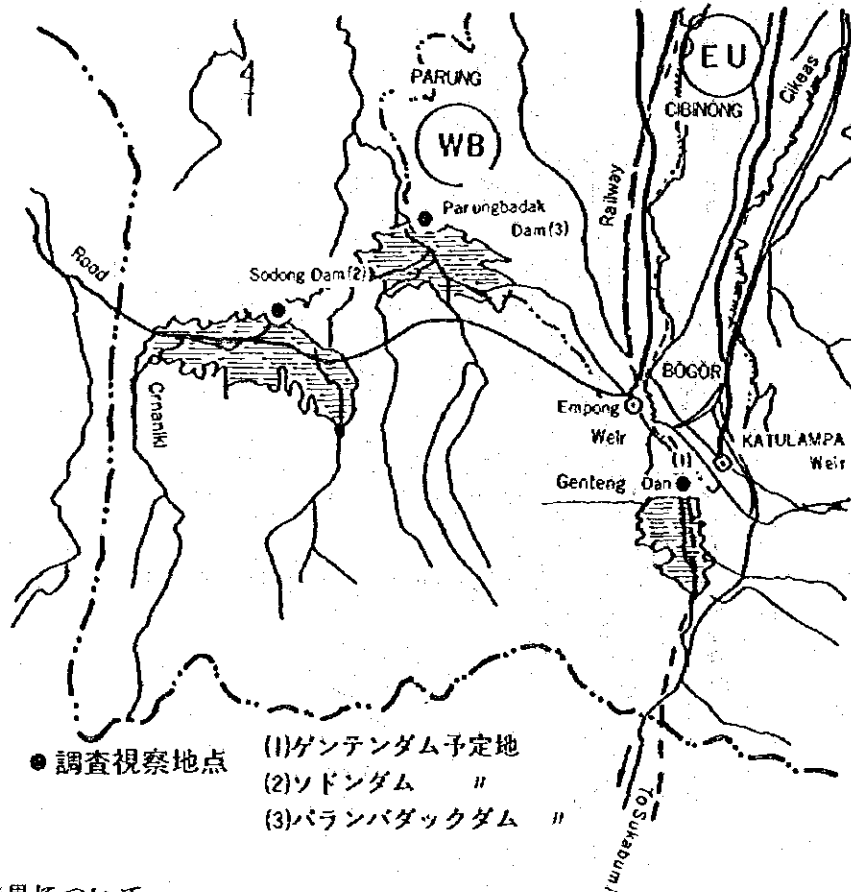 PARUNG
WB
EU
CIBINONG
Cikeas
Railway
Parungbadak
Dam(3)
Sodong Dam(2)
Road
BOGOR
Empong
Weir
KATULAMPA
Weir
(1)
Genteng Dan
To Sukabumi
● 調査視察地点
(1)ゲンテンダム予定地
(2)ソドンダム 〃
(3)パランバダックダム 〃